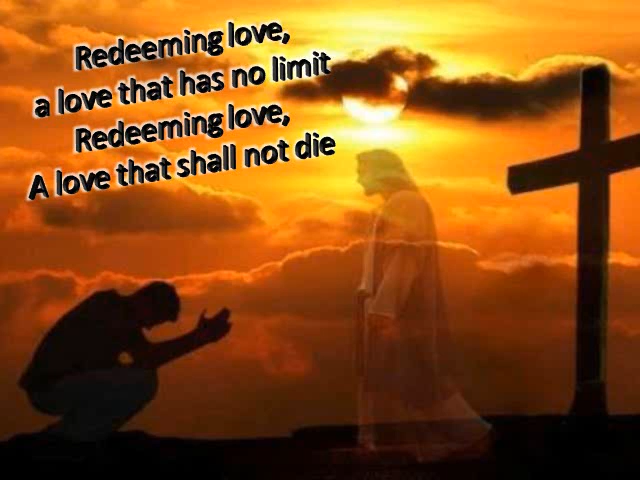 Redeeming love,
a love that has no limit
Redeeming love,
A love that shall not die